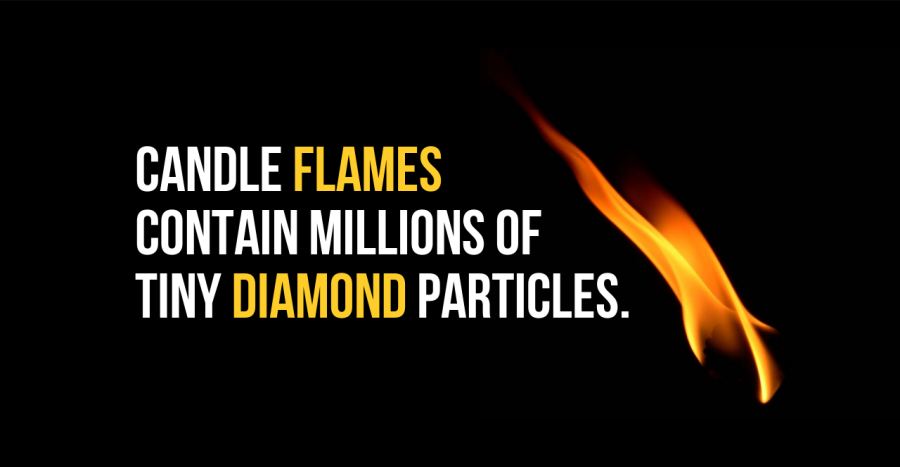 CANDLE FLAMES
CONTAIN MILLIONS OF
TINY DIAMOND PARTICLES.